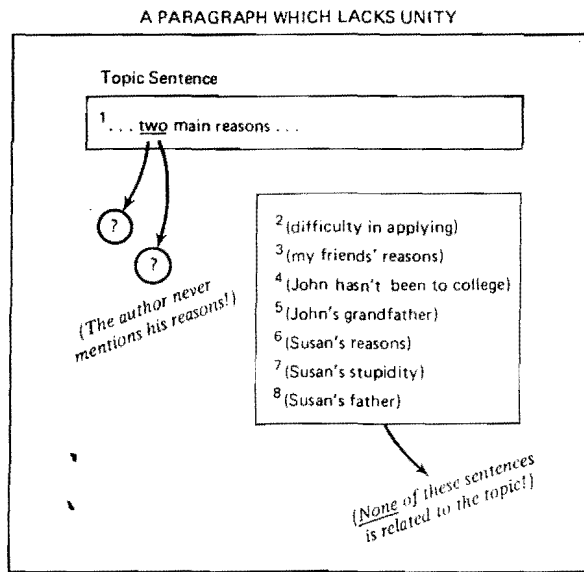 A PARAGRAPH WHICH LACKS UNITY
Topic Sentence
1. . . two main reasons . . .
?
?
(The author never
mentions his reasons!)
2 (difficulty in applying)
3 (my friends' reasons)
4 (John hasn't been to college)
5 (John's grandfather)
6 (Susan's reasons)
7 (Susan's stupidity)
8 (Susan's father)
(None of these sentences
is related to the topic!)